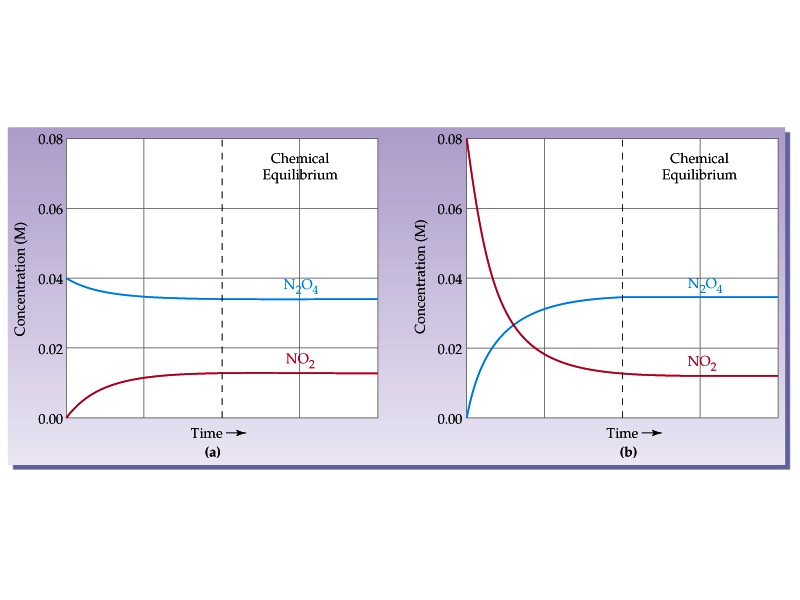 Concentration (M)
0.08
0.06
0.04
0.02
0.00
Chemical
Equilibrium
N₂O₄
NO₂
Time →
(a)
Concentration (M)
0.08
0.06
0.04
0.02
0.00
Chemical
Equilibrium
N₂O₄
NO₂
Time →
(b)